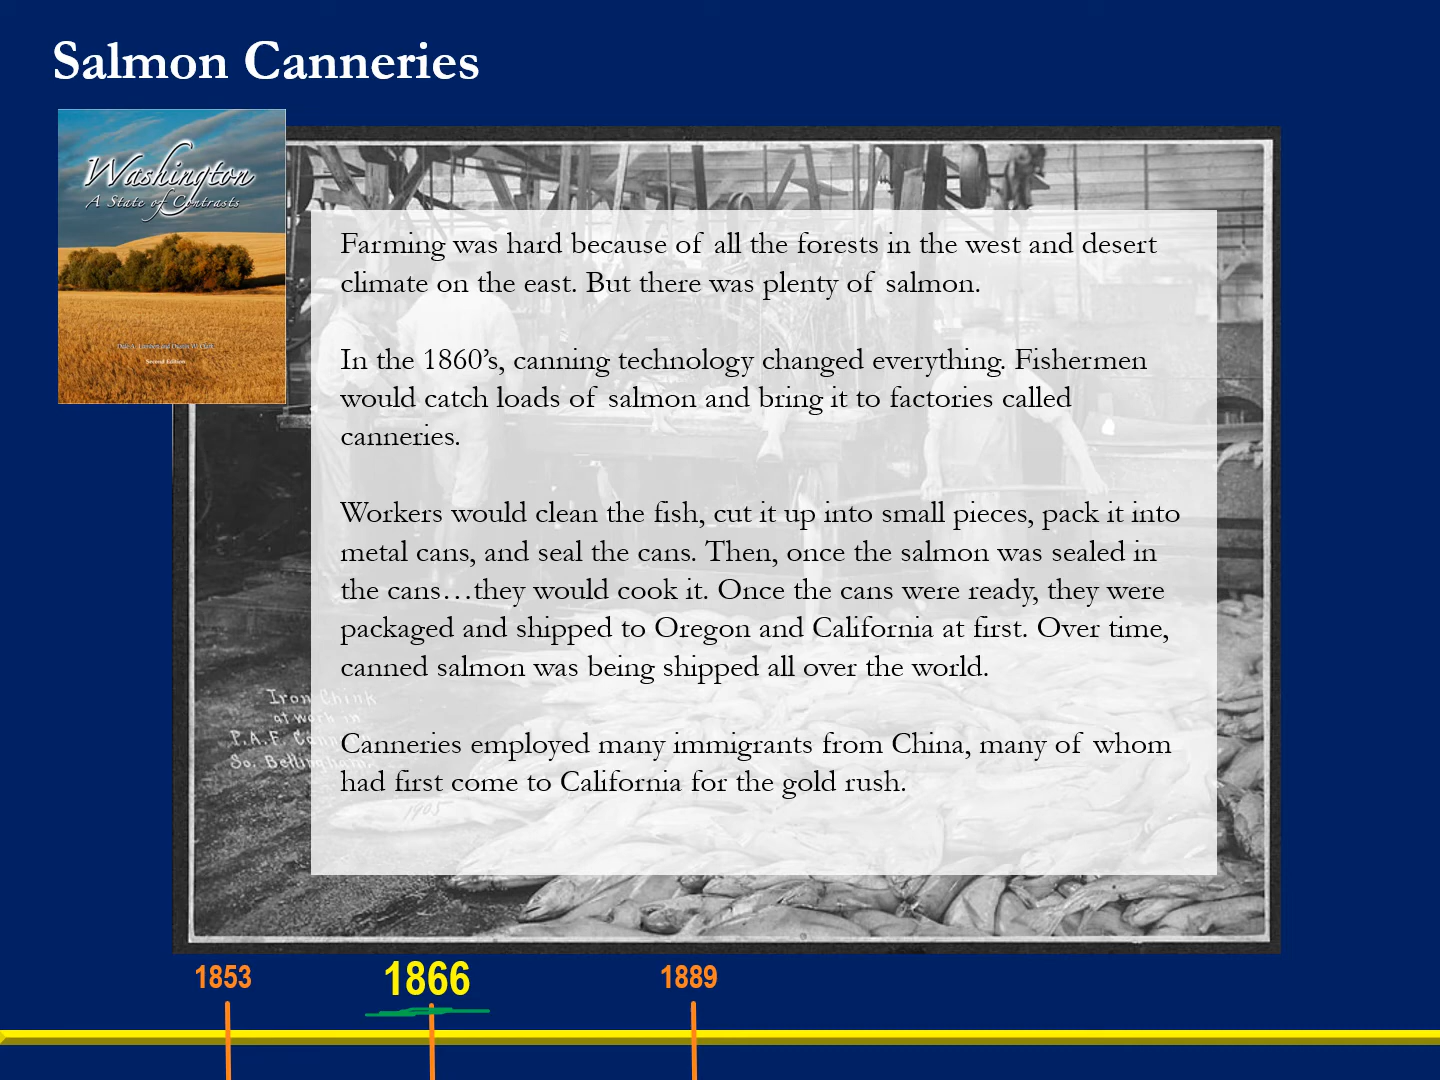 Salmon Canneries
Washington
A State of Contrasts
Second Edition
Farming was hard because of all the forests in the west and desert
climate on the east. But there was plenty of salmon.
In the 1860’s, canning technology changed everything. Fishermen
would catch loads of salmon and bring it to factories called
canneries.
Workers would clean the fish, cut it up into small pieces, pack it into
metal cans, and seal the cans. Then, once the salmon was sealed in
the cans…they would cook it. Once the cans were ready, they were
packaged and shipped to Oregon and California at first. Over time,
canned salmon was being shipped all over the world.
Canneries employed many immigrants from China, many of whom
had first come to California for the gold rush.
Iron Chink
at work in
P.A.F.
So. Bellingham.
1905
1853
1866
1889